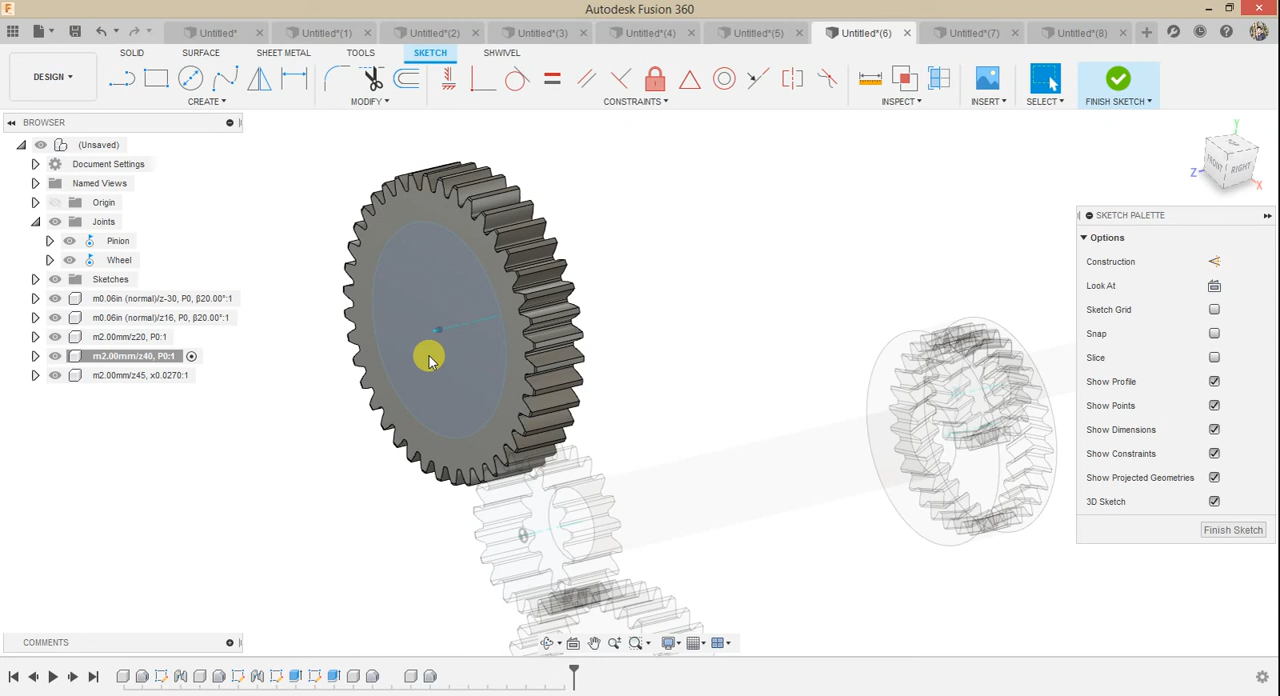 Autodesk Fusion 360
Untitled*
Untitled*(1)
Untitled*(2)
Untitled*(3)
Untitled*(4)
Untitled*(5)
Untitled*(6)
Untitled*(7)
Untitled*(8)
SOLID
SURFACE
SHEET METAL
TOOLS
SKETCH
SHWIVEL
DESIGN
CREATE
MODIFY
CONSTRAINTS
INSPECT
INSERT
SELECT
FINISH SKETCH
BROWSER
(Unsaved)
Document Settings
Named Views
Origin
Joints
Pinion
Wheel
Sketches
m0.06in (normal)/z-30, P0, β20.00°:1
m0.06in (normal)/z16, P0, β20.00°:1
m2.00mm/z20, P0:1
m2.00mm/z40, P0:1
m2.00mm/z45, x0.0270:1
Y
FRONT
RIGHT
Z
X
SKETCH PALETTE
Options
Construction
Look At
Sketch Grid
Snap
Slice
Show Profile
Show Points
Show Dimensions
Show Constraints
Show Projected Geometries
3D Sketch
Finish Sketch
COMMENTS